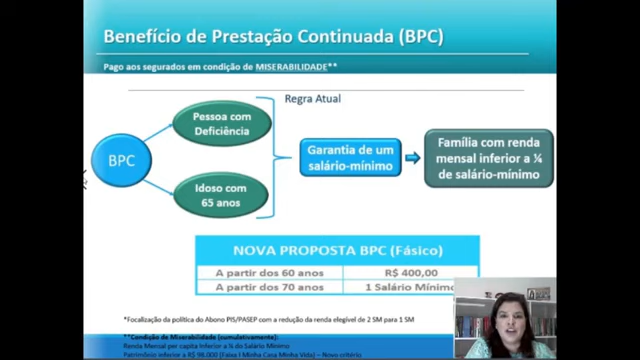 Benefício de Prestação Continuada (BPC)
Pago aos segurados em condição de MISERABILIDADE**
Regra Atual
BPC
Pessoa com
Deficiência
Idoso com
65 anos
Garantia de um
salário-mínimo
Família com renda
mensal inferior a ¼
de salário-mínimo
NOVA PROPOSTA BPC (Fásico)
A partir dos 60 anos R$ 400,00
A partir dos 70 anos 1 Salário Mínimo
*Focalização da política do Abono PIS/PASEP com a redução da renda elegível de 2 SM para 1 SM
**Condição de Miserabilidade (cumulativamente):
Renda Mensal per capita inferior a ¼ do Salário Mínimo
Patrimônio inferior a R$ 98.000 (Faixa I Minha Casa Minha Vida) – Novo critério